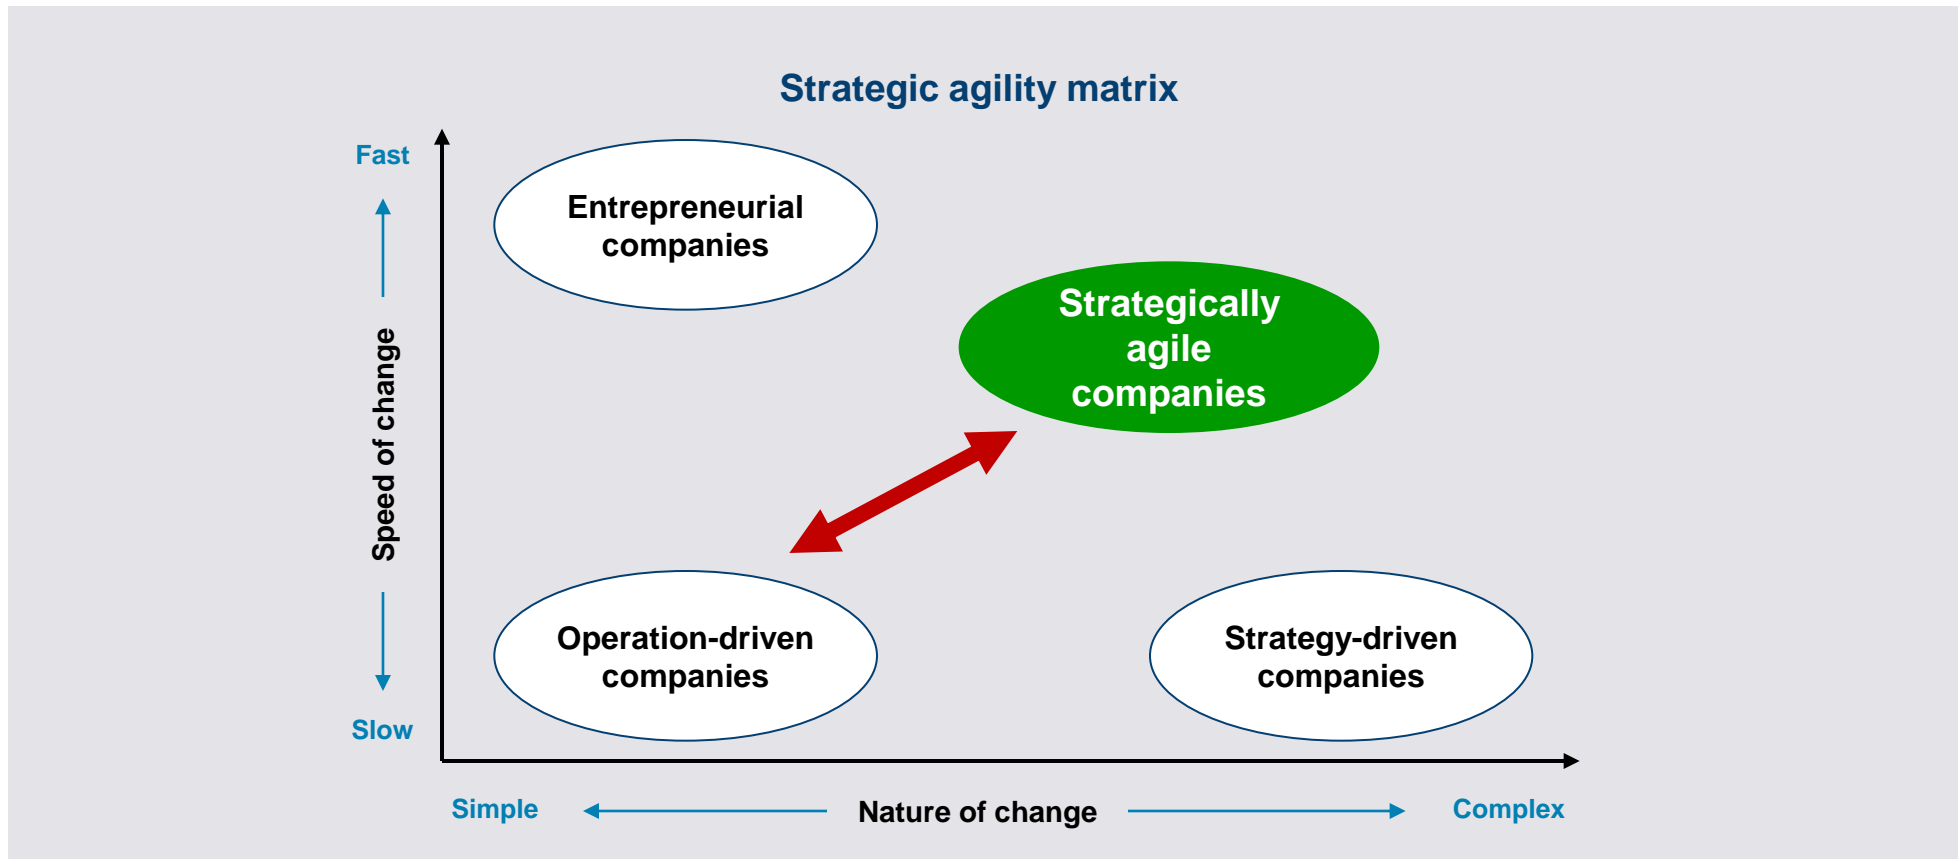 Strategic agility matrix
Fast
Entrepreneurial
companies
Strategically
agile
companies
Speed of change
Operation-driven
companies
Strategy-driven
companies
Slow
Simple
Nature of change
Complex